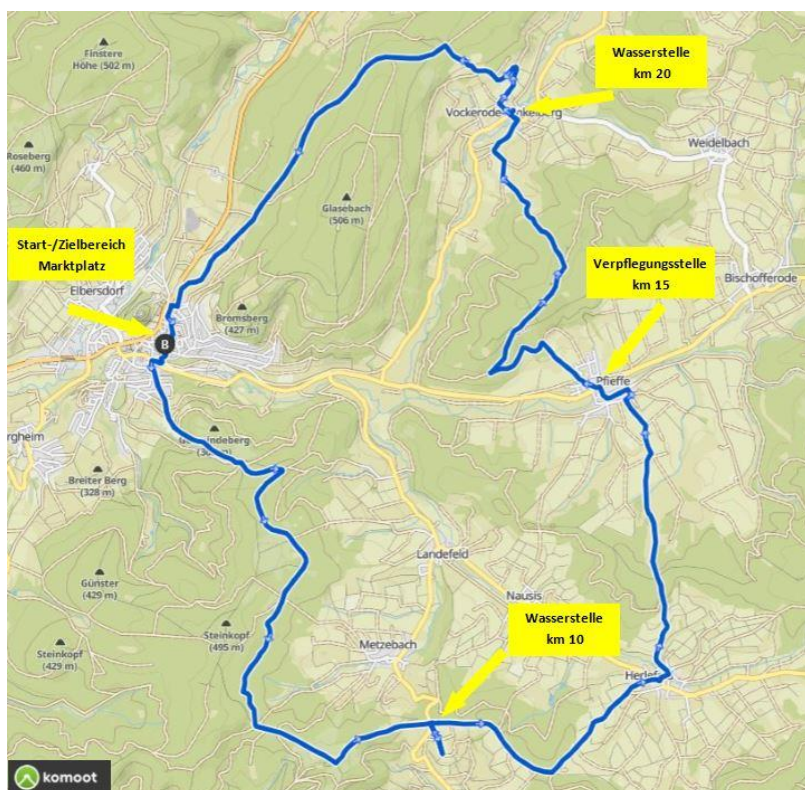 Finstere
Höhe (502 m)
Wasserstelle
km 20
Weidelbach
Roseberg
(460 m)
Glasebach
(506 m)
Start-/Zielbereich
Marktplatz
Verpflegungsstelle
km 15
Bischofferode
Elbersdorf
Bromsberg
(427 m)
B
Pfieffe
Breiter Berg
(328 m)
Landefeld
Günster
(429 m)
Nausis
Steinkopf
(495 m)
Wasserstelle
km 10
Steinkopf
(429 m)
Metzebach
komoot